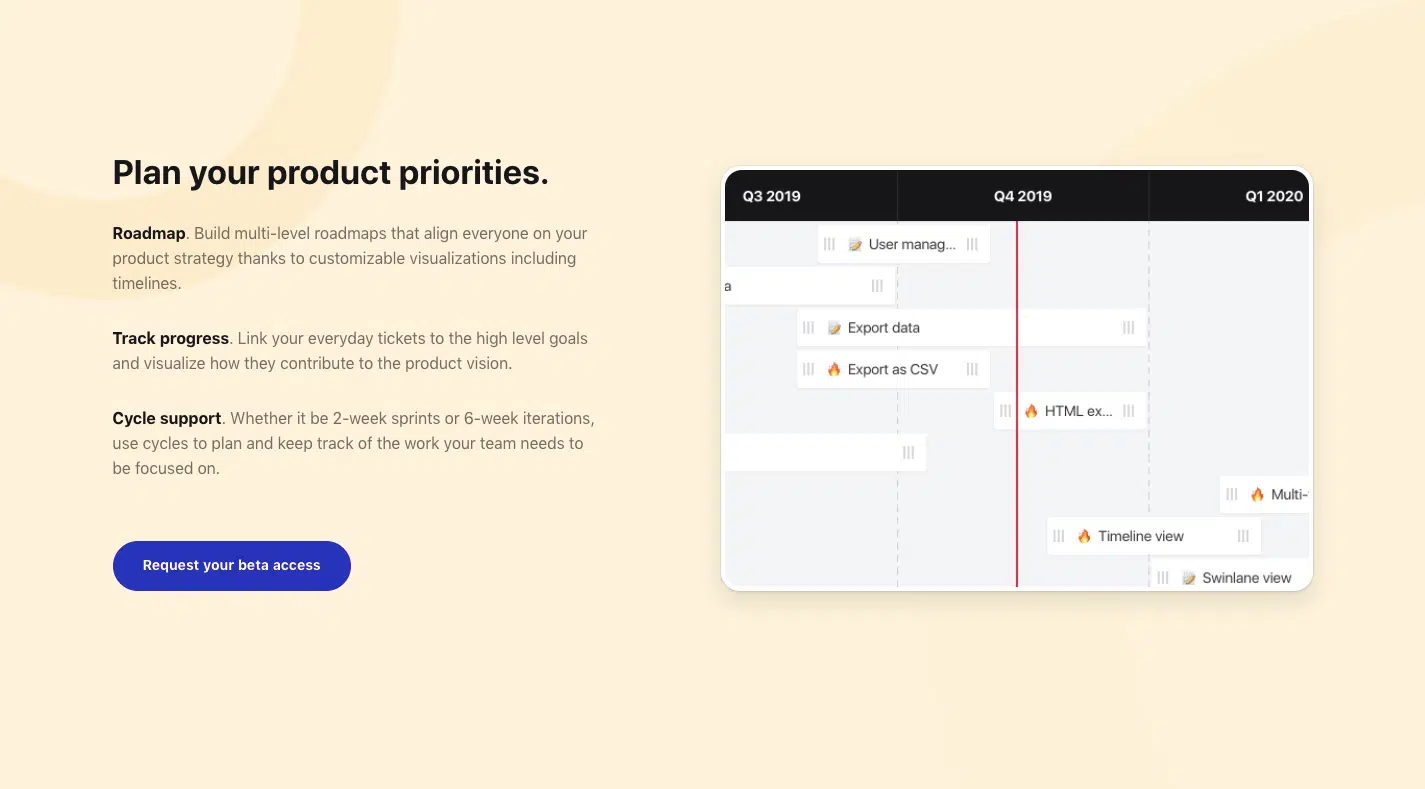 Plan your product priorities.
Roadmap. Build multi-level roadmaps that align everyone on your
product strategy thanks to customizable visualizations including
timelines.
Track progress. Link your everyday tickets to the high level goals
and visualize how they contribute to the product vision.
Cycle support. Whether it be 2-week sprints or 6-week iterations,
use cycles to plan and keep track of the work your team needs to
be focused on.
Request your beta access
Q3 2019 Q4 2019 Q1 2020
User manag...
a
Export data
Export as CSV
HTML ex...
Multi-
Timeline view
Swinlane view